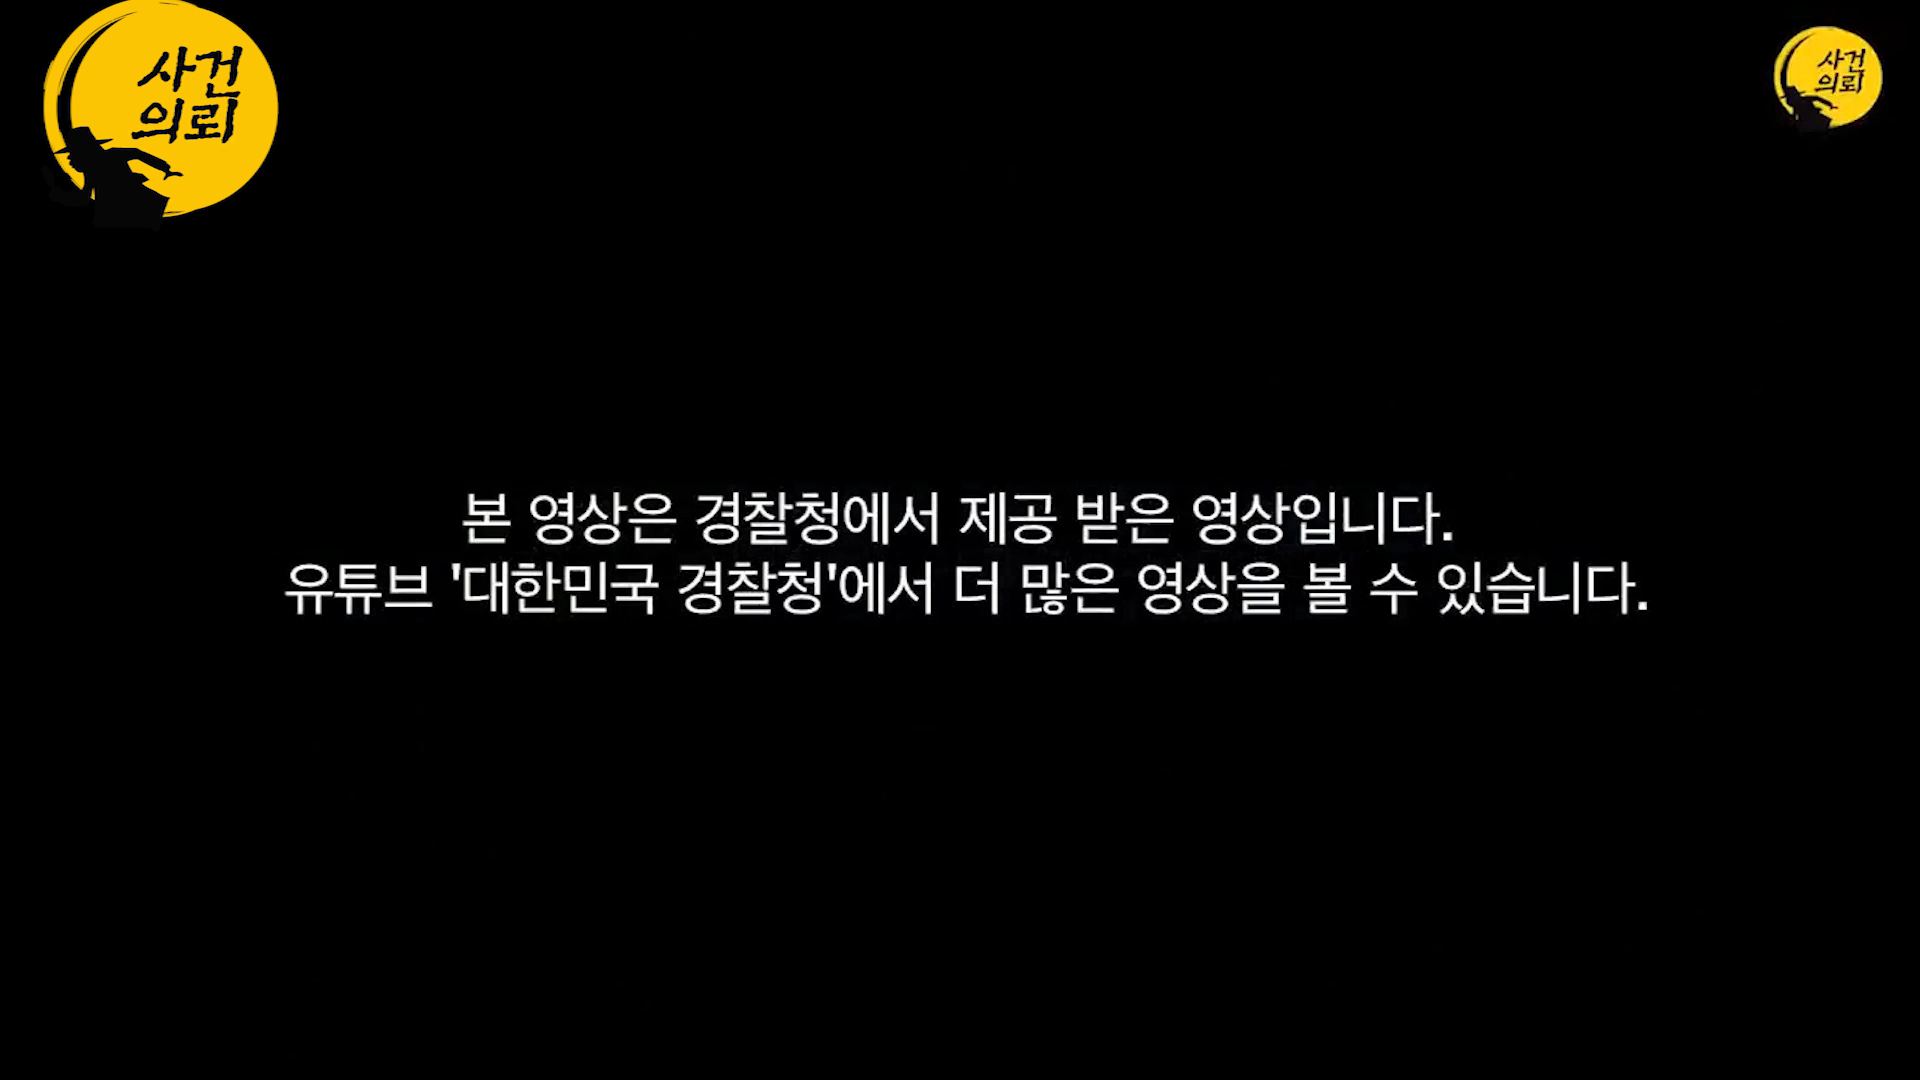 사건
의뢰
사건
의뢰
본 영상은 경찰청에서 제공 받은 영상입니다.
유튜브 '대한민국 경찰청'에서 더 많은 영상을 볼 수 있습니다.